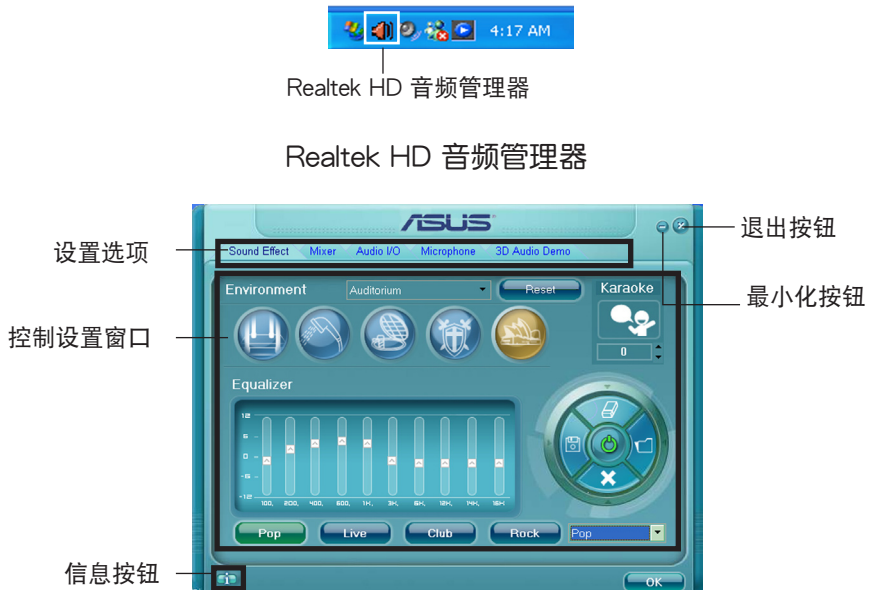 4:17 AM
Realtek HD 音频管理器
Realtek HD 音频管理器
ASUS
设置选项
退出按钮
Sound Effect Mixer Audio I/O Microphone 3D Audio Demo
Environment Auditorium Reset Karaoke
最小化按钮
控制设置窗口
0
Equalizer
12
6
0
-6
-12
100, 200, 400, 600, 1K, 3K, 6K, 12K, 14K, 16K
Pop Live Club Rock Pop
信息按钮
OK